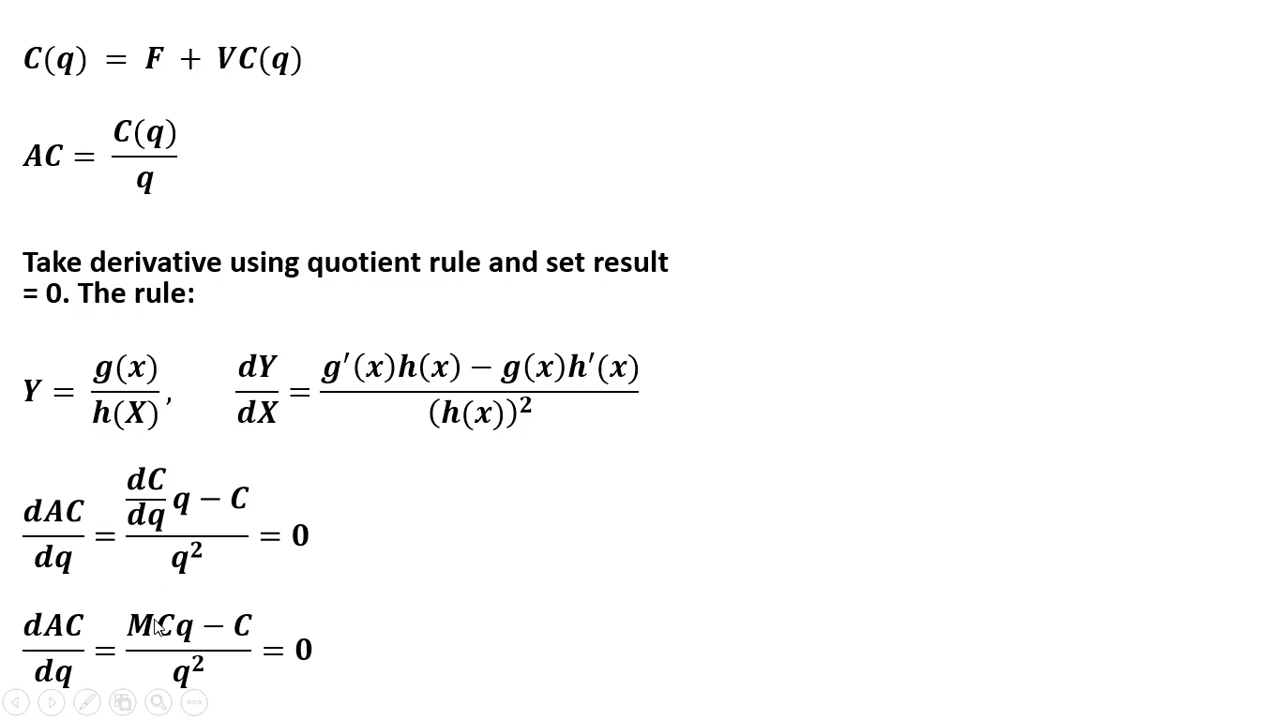 C(q) = F + VC(q)
AC = C(q)/q
Take derivative using quotient rule and set result
= 0. The rule:
Y = g(x)/h(X), dY/dX = (g′(x)h(x) − g(x)h′(x))/(h(x))²
dAC/dq = (dC/dq q − C)/q² = 0
dAC/dq = (MCq − C)/q² = 0